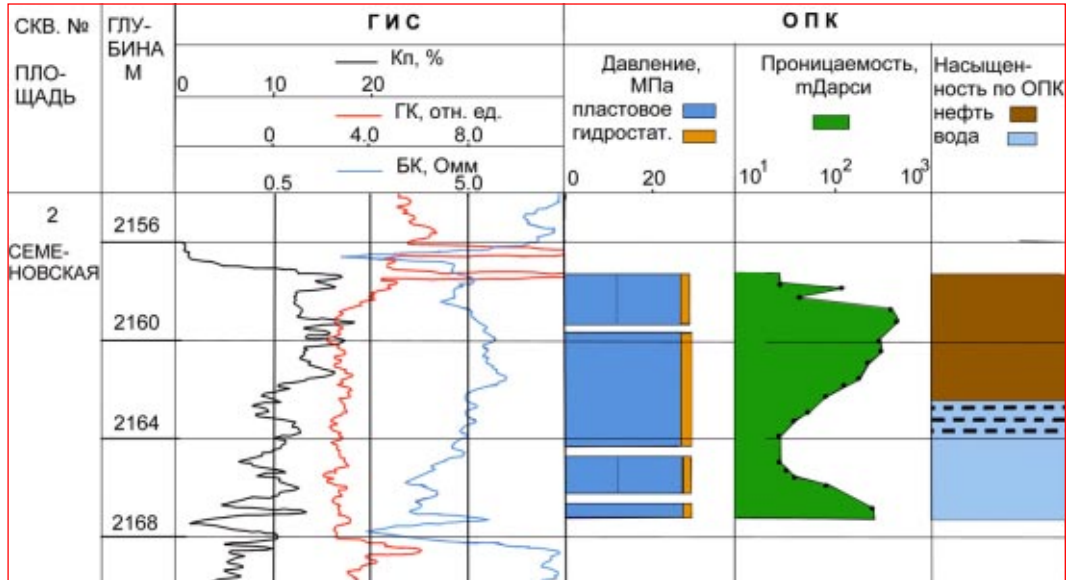 СКВ. №
ПЛО-
ЩАДЬ
ГЛУ-
БИНА
М
ГИС
Кп, %
0 10 20
ГК, отн. ед.
0 4.0 8.0
БК, Омм
0.5 5.0
ОПК
Давление,
МПа
пластовое
гидростат.
0 20
Проницаемость,
mДарси
10¹ 10² 10³
Насыщен-
ность по ОПК
нефть
вода
2
СЕМЕ-
НОВСКАЯ
2156
2160
2164
2168